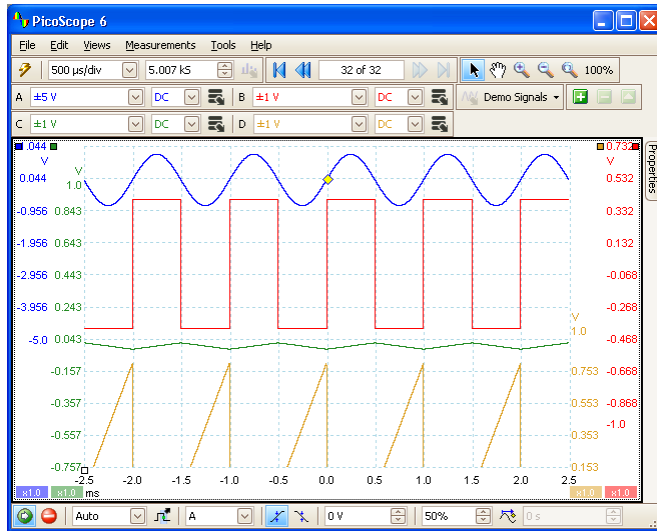 PicoScope 6
File Edit Views Measurements Tools Help
500 µs/div 5.007 kS 32 of 32 100%
A ±5 V DC B ±1 V DC Demo Signals
C ±1 V DC D ±1 V DC
.044 0.732
V V
0.044 V 0.532
1.0
-0.956 0.843 0.332
-1.956 0.643 0.132
-2.956 0.443 -0.068
-3.956 0.243 V -0.268
1.0
-5.0 0.043 -0.468
-0.157 0.753 -0.668
-0.357 0.553 -0.868
-1.0
-0.557 0.353
-0.757 0.153
-2.5 -2.0 -1.5 -1.0 -0.5 0.0 0.5 1.0 1.5 2.0 2.5
x1.0 x1.0 ms x1.0 x1.0
Properties
Auto A 0 V 50% 0 s